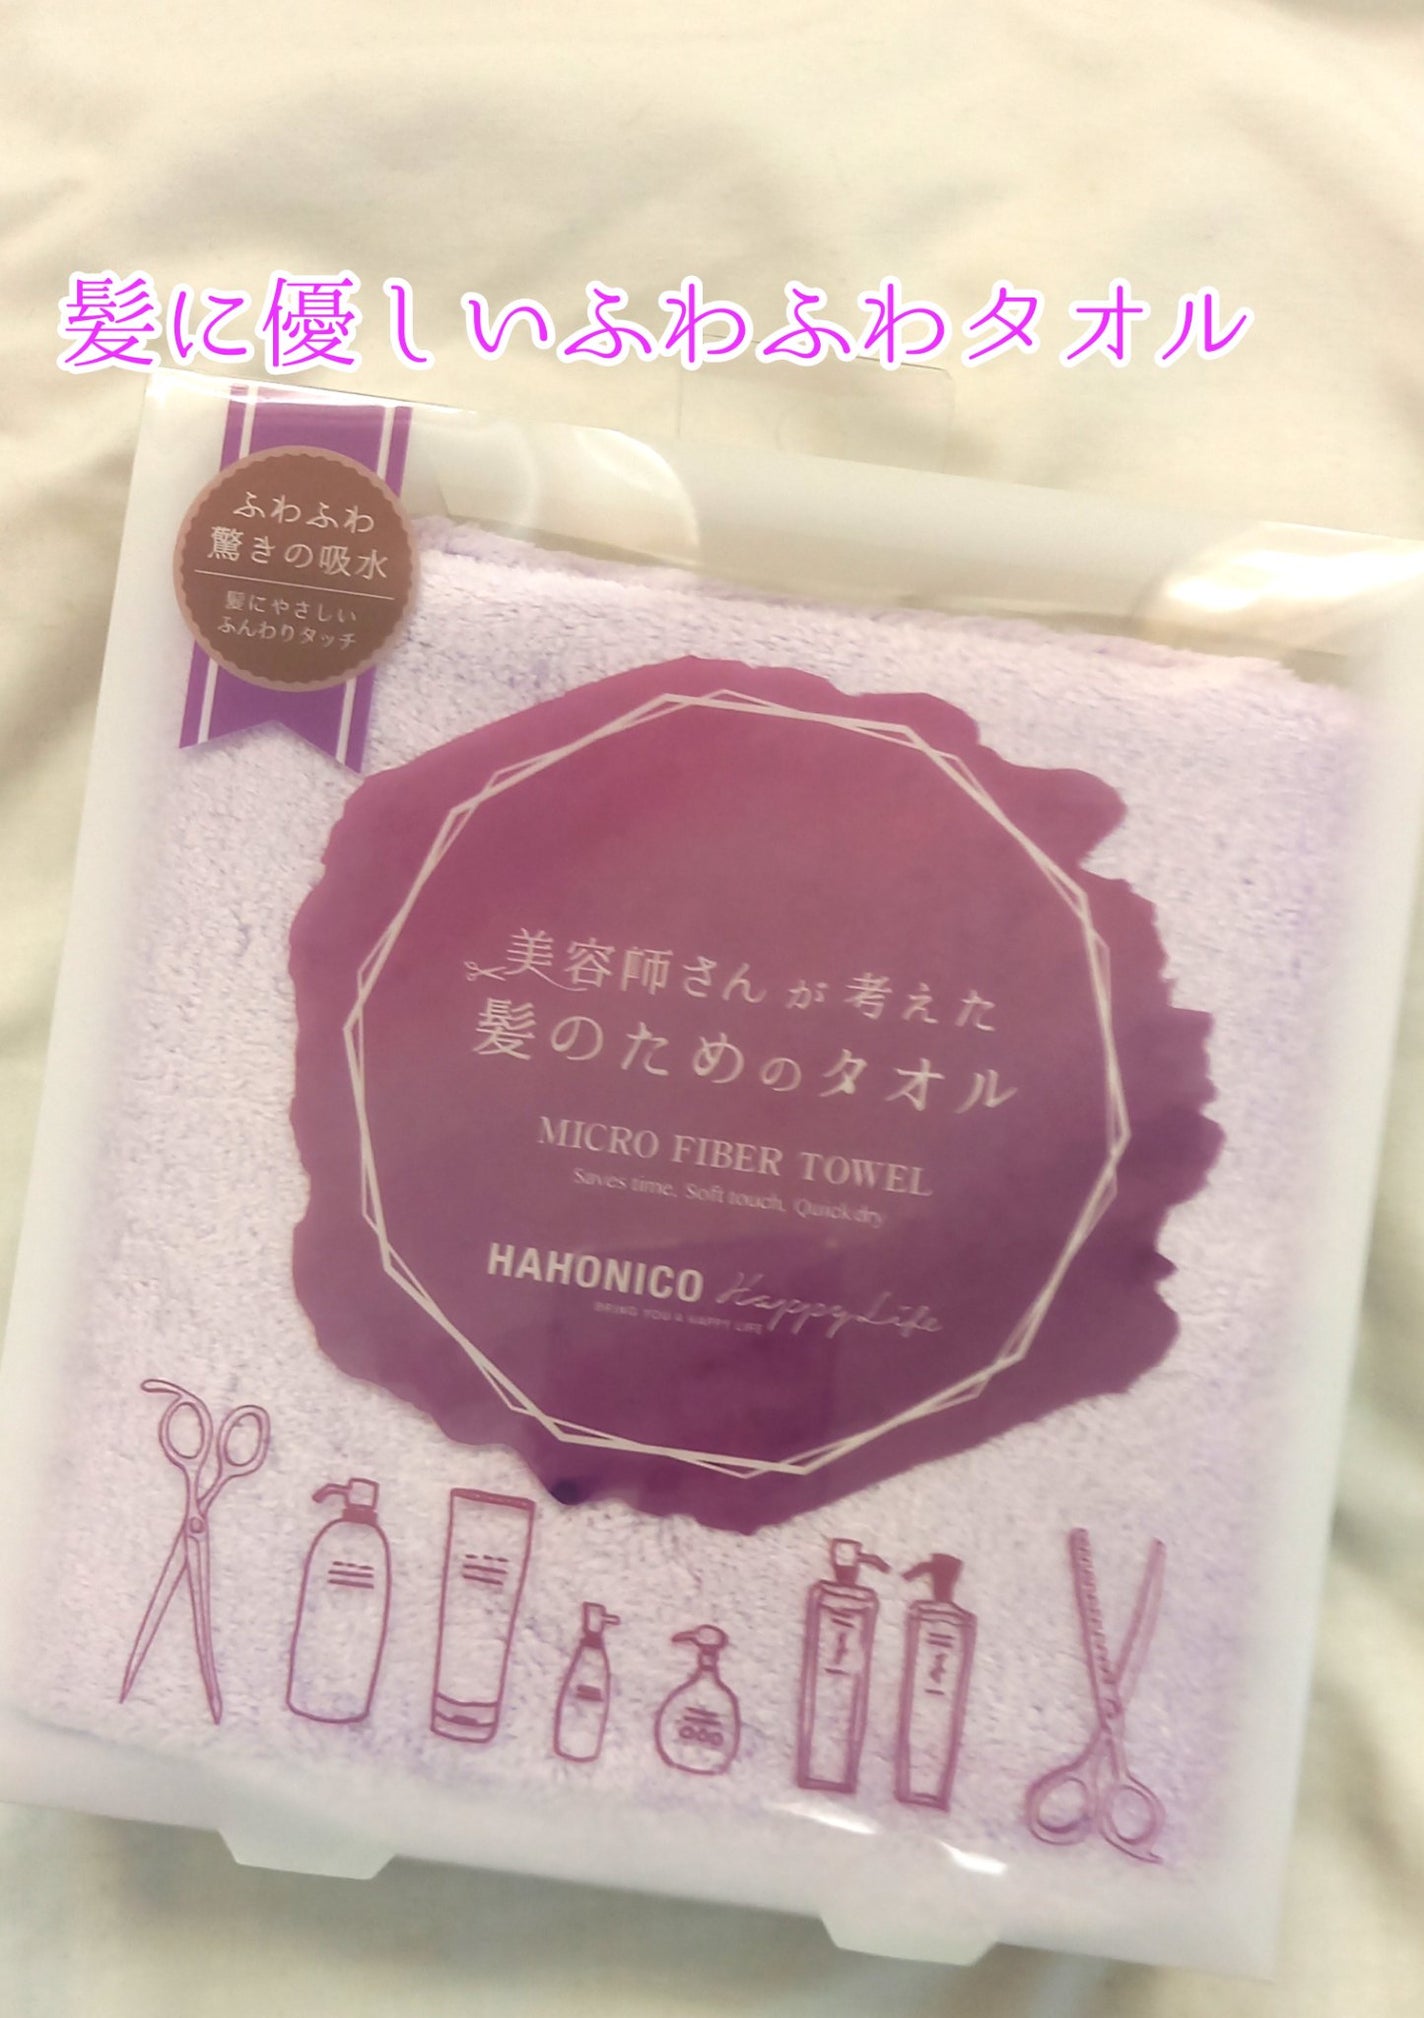 髪に優しいふわふわタオル
ふわふわ
驚きの吸水
髪にやさしい
ふんわりタッチ
美容師さんが考えた
髪のためのタオル
MICRO FIBER TOWEL
Saves time, Soft touch, Quick dry
HAHONICO Happy Life
BRING YOU A HAPPY LIFE